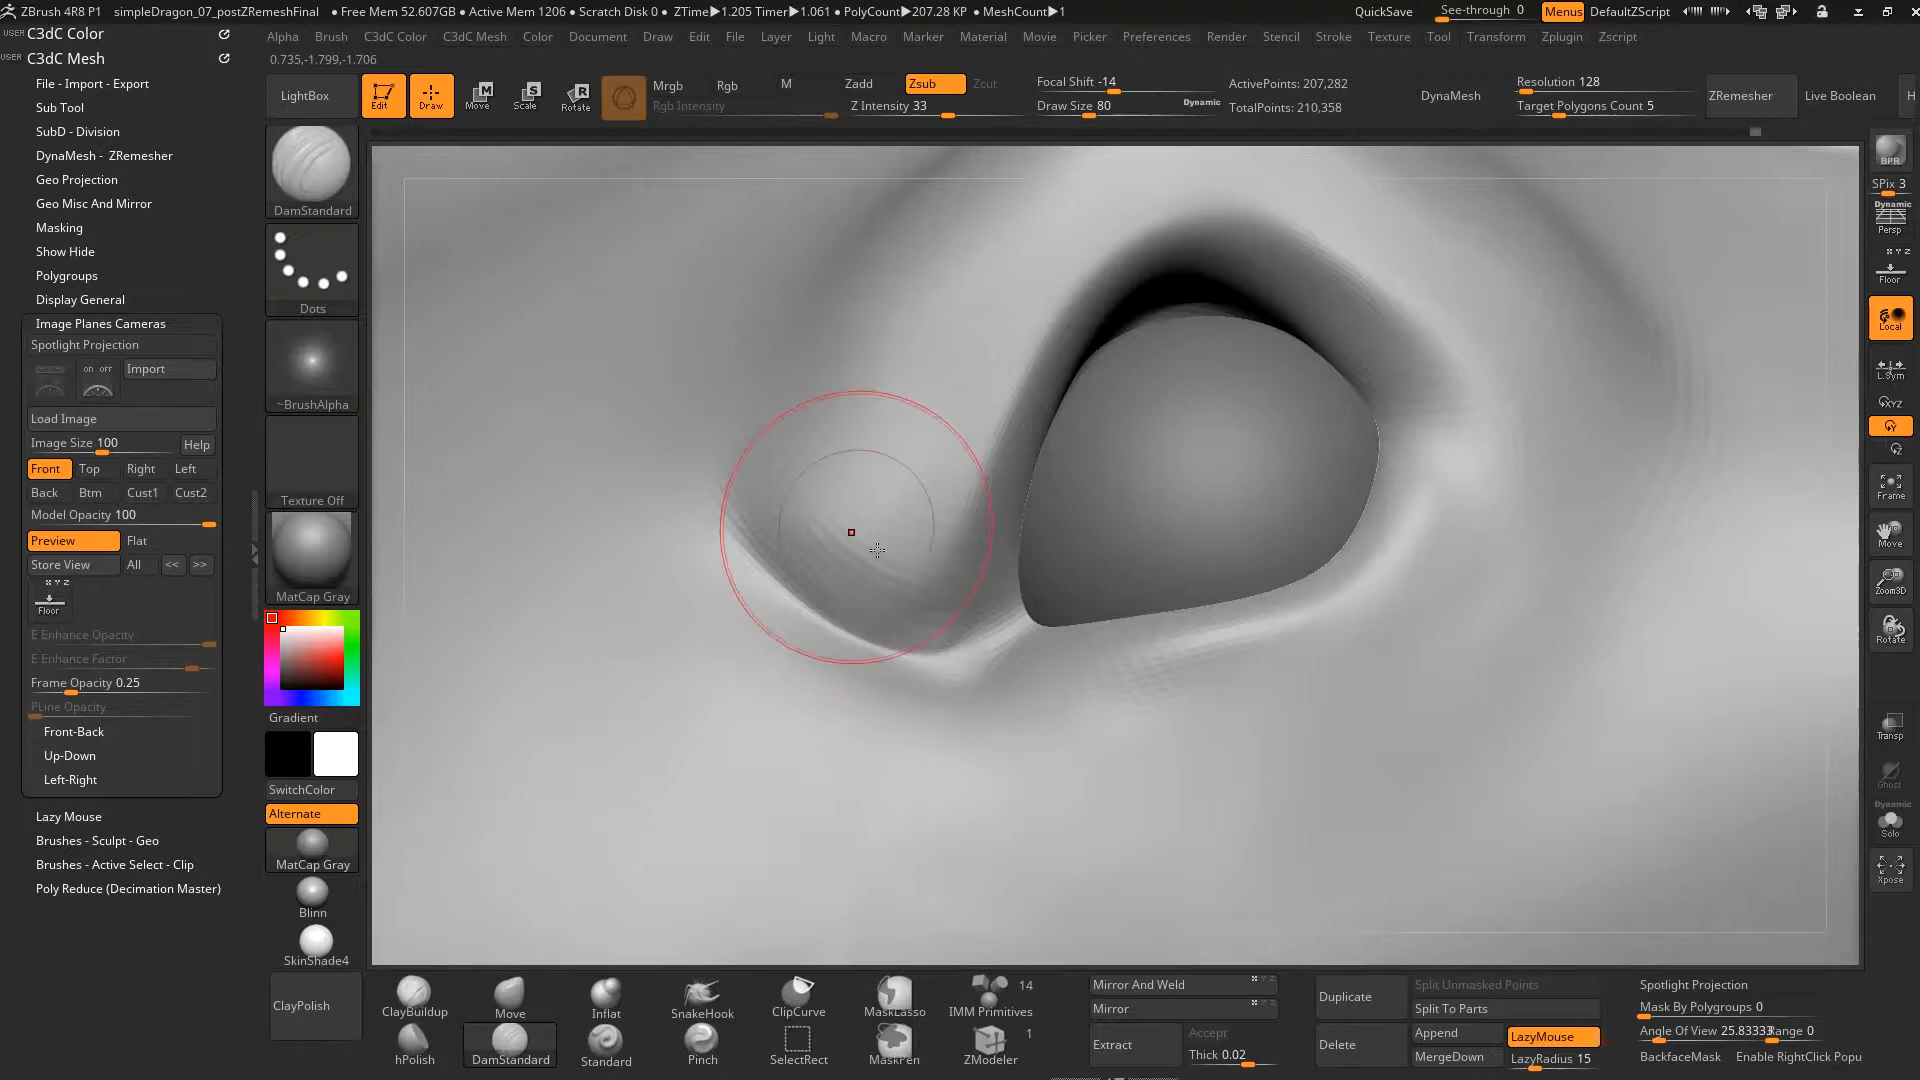 ZBrush 4R8 P1 simpleDragon_07_postZRemeshFinal ● Free Mem 52.607GB ● Active Mem 1206 ● Scratch Disk 0 ● ZTime▶1.205 Timer▶1.061 ● PolyCount▶207.28 KP ● MeshCount▶1 QuickSave See-through 0 Menus DefaultZScript
USER C3dC Color
Alpha Brush C3dC Color C3dC Mesh Color Document Draw Edit File Layer Light Macro Marker Material Movie Picker Preferences Render Stencil Stroke Texture Tool Transform Zplugin Zscript
USER C3dC Mesh
0.735,-1.799,-1.706
File - Import - Export
Sub Tool
SubD - Division
DynaMesh - ZRemesher
Geo Projection
Geo Misc And Mirror
Masking
Show Hide
Polygroups
Display General
Image Planes Cameras
Spotlight Projection
ON OFF
Import
Load Image
Image Size 100
Help
Front Top Right Left
Back Btm Cust1 Cust2
Model Opacity 100
Preview Flat
Store View All << >>
X Y Z
Floor
E Enhance Opacity
E Enhance Factor
Frame Opacity 0.25
PLine Opacity
Front-Back
Up-Down
Left-Right
Lazy Mouse
Brushes - Sculpt - Geo
Brushes - Active Select - Clip
Poly Reduce (Decimation Master)
LightBox
Edit Draw Move Scale Rotate
M S R
Mrgb Rgb M Zadd Zsub Zcut
Rgb Intensity Z Intensity 33
Focal Shift -14
Draw Size 80 Dynamic
ActivePoints: 207,282
TotalPoints: 210,358
DynaMesh
Resolution 128
Target Polygons Count 5
ZRemesher Live Boolean H
DamStandard
Dots
~BrushAlpha
Texture Off
MatCap Gray
Gradient
SwitchColor
Alternate
MatCap Gray
Blinn
SkinShade4
ClayPolish
BPR
SPix 3
Dynamic
Persp
X Y Z
Floor
Local
L.Sym
XYZ
Y
Z
Frame
Move
Zoom3D
Rotate
Transp
Ghost
Dynamic
Solo
Xpose
ClayBuildup Move Inflat SnakeHook ClipCurve MaskLasso IMM Primitives 14
hPolish DamStandard Standard Pinch SelectRect MaskPen ZModeler 1
Mirror And Weld X Y Z
Mirror X Y Z
Extract Accept
Thick 0.02
Duplicate
Delete
Split Unmasked Points
Split To Parts
Append LazyMouse
MergeDown LazyRadius 15
Spotlight Projection
Mask By Polygroups 0
Angle Of View 25.83333 Range 0
BackfaceMask Enable RightClick Popu